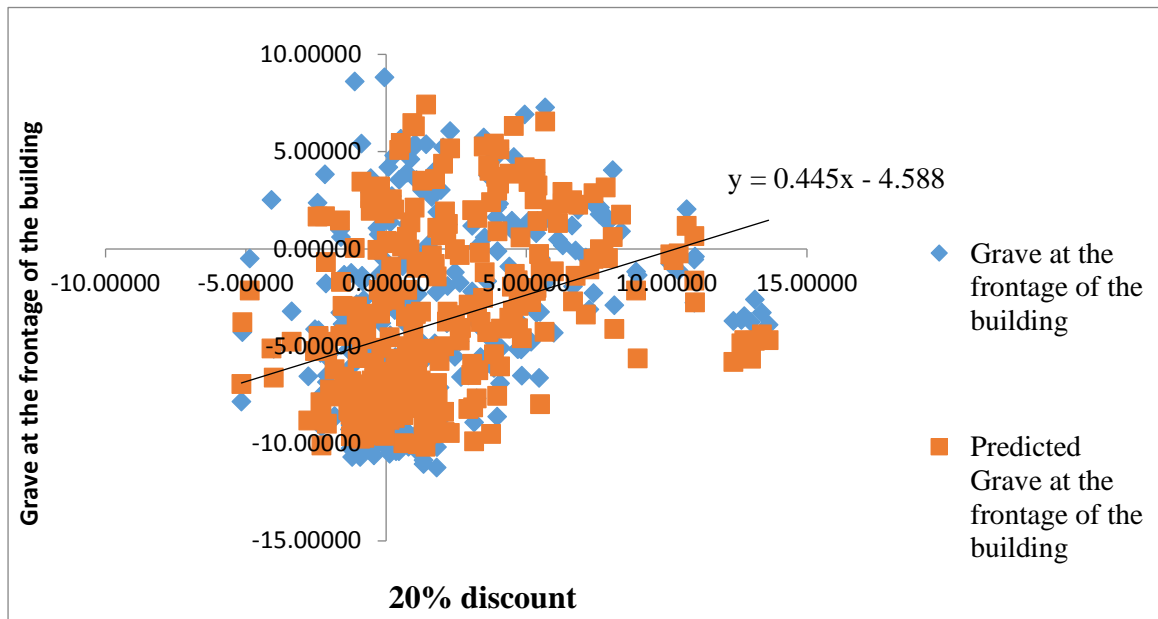 10.00000
5.00000
0.00000
-10.00000
-5.00000
0.00000
5.00000
10.00000
15.00000
-5.00000
-10.00000
-15.00000
Grave at the frontage of the building
20% discount
y = 0.445x - 4.588
Grave at the
frontage of the
building
Predicted
Grave at the
frontage of the
building